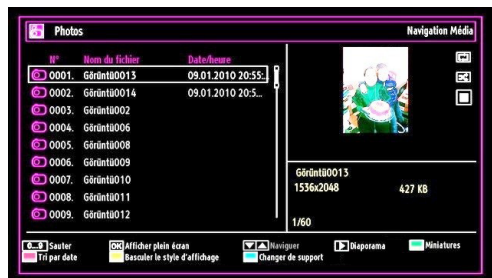 Photos Navigation Média
N° Nom du fichier Date/heure
0001. Görüntü0013 09.01.2010 20:55:..
0002. Görüntü0014 09.01.2010 20:5...
0003. Görüntü002
0004. Görüntü006
0005. Görüntü008
0006. Görüntü009
0007. Görüntü010
0008. Görüntü011
0009. Görüntü012
Görüntü0013
1536x2048 427 KB
1/60
0...9 Sauter OK Afficher plein écran Naviguer Diaporama Miniatures
Tri par date Basculer le style d'affichage Changer de support